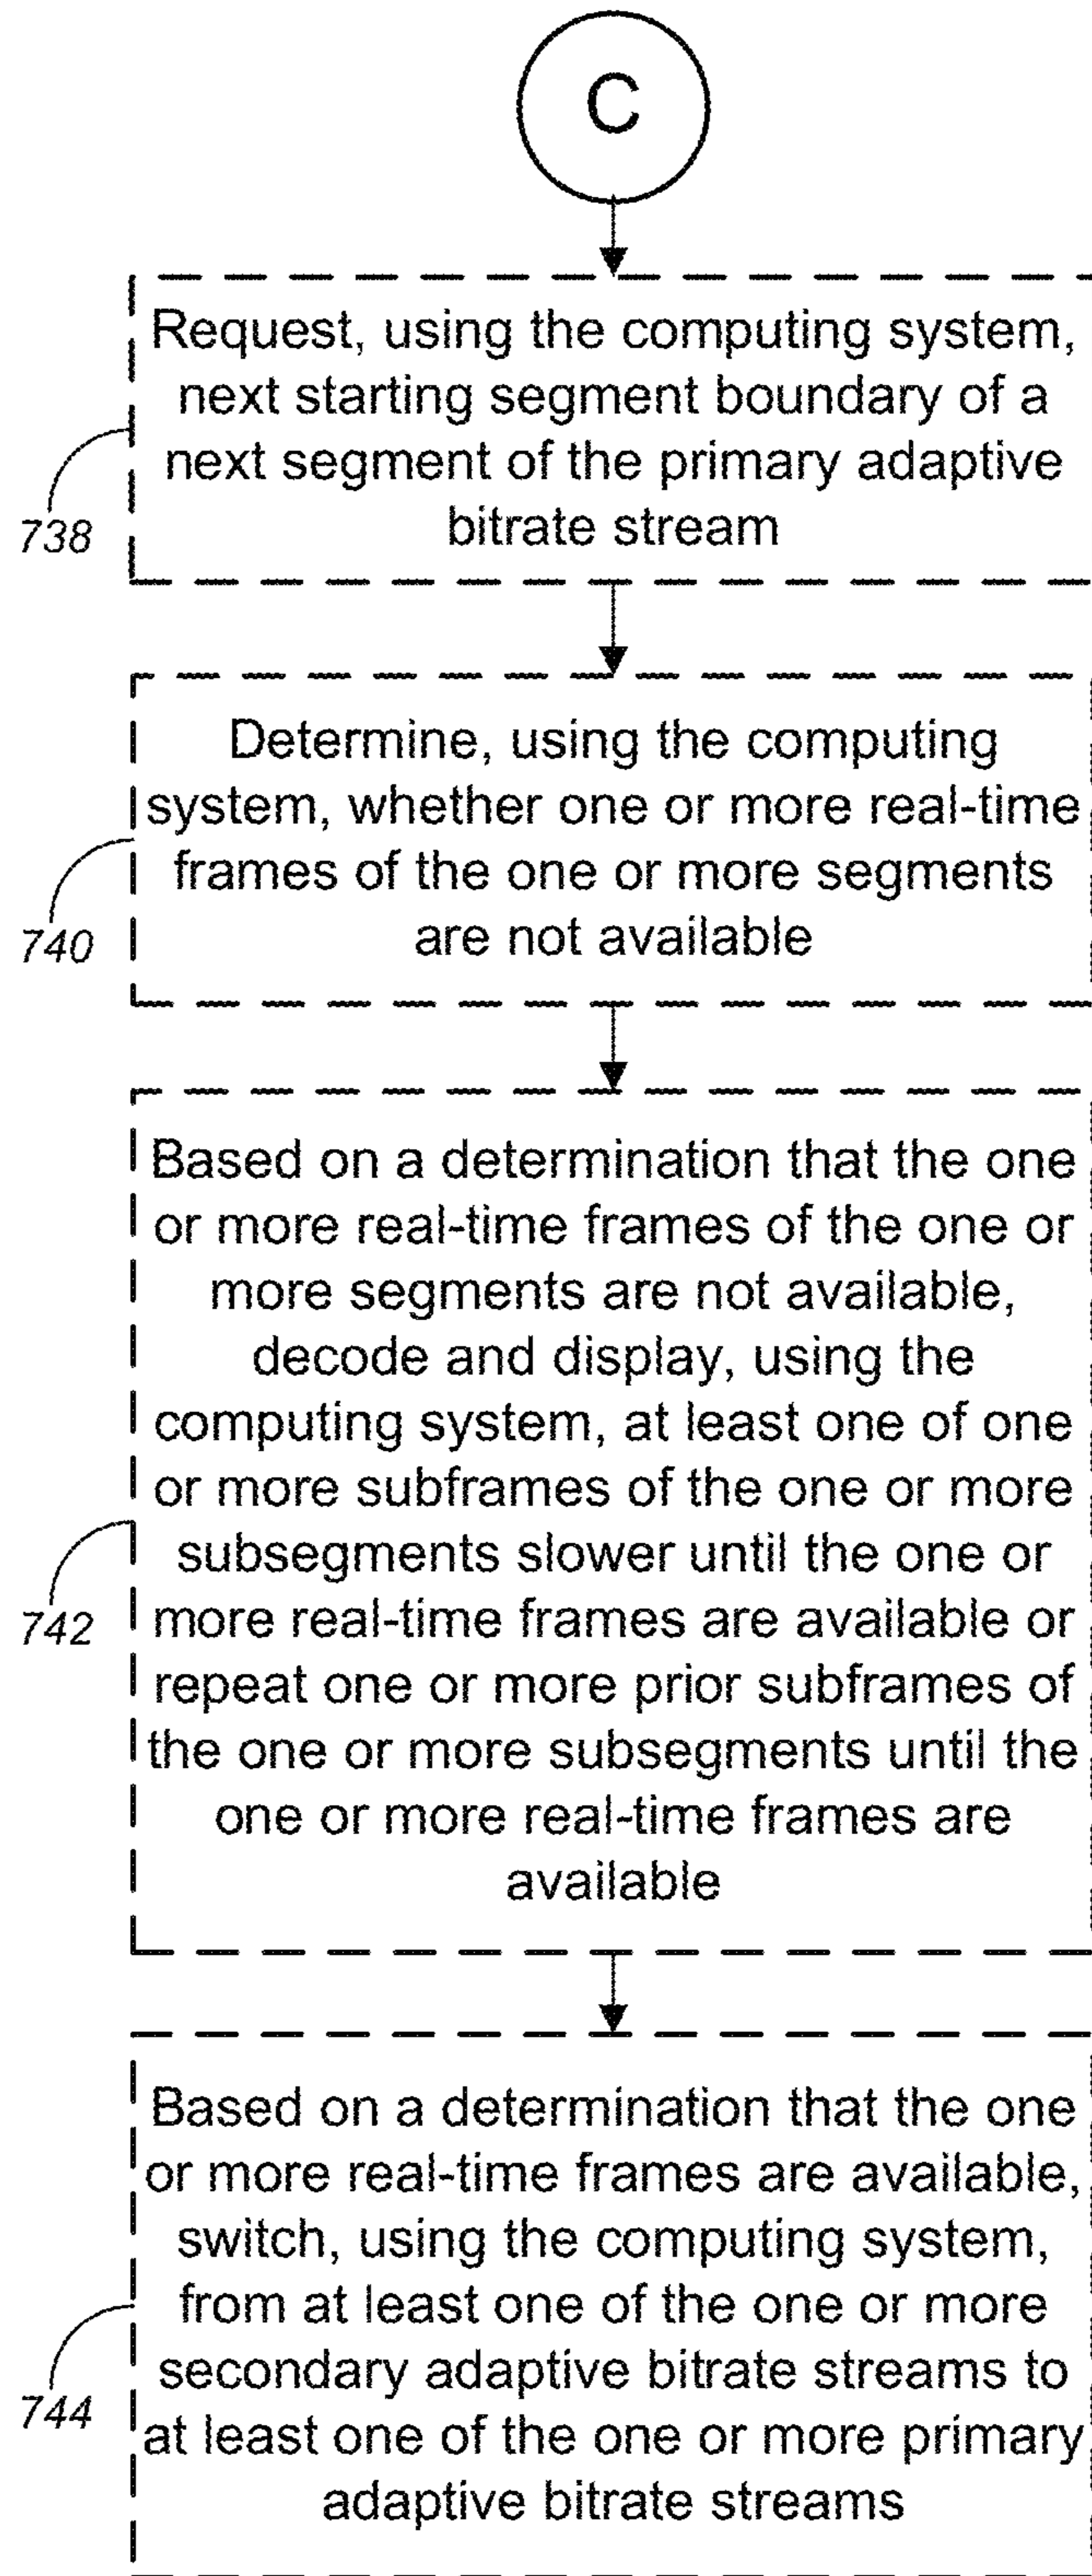 C
Request, using the computing system,
next starting segment boundary of a
next segment of the primary adaptive
bitrate stream
738
Determine, using the computing
system, whether one or more real-time
frames of the one or more segments
are not available
740
Based on a determination that the one
or more real-time frames of the one or
more segments are not available,
decode and display, using the
computing system, at least one of one
or more subframes of the one or more
subsegments slower until the one or
more real-time frames are available or
repeat one or more prior subframes of
the one or more subsegments until the
one or more real-time frames are
available
742
Based on a determination that the one
or more real-time frames are available,
switch, using the computing system,
from at least one of the one or more
secondary adaptive bitrate streams to
at least one of the one or more primary
adaptive bitrate streams
744